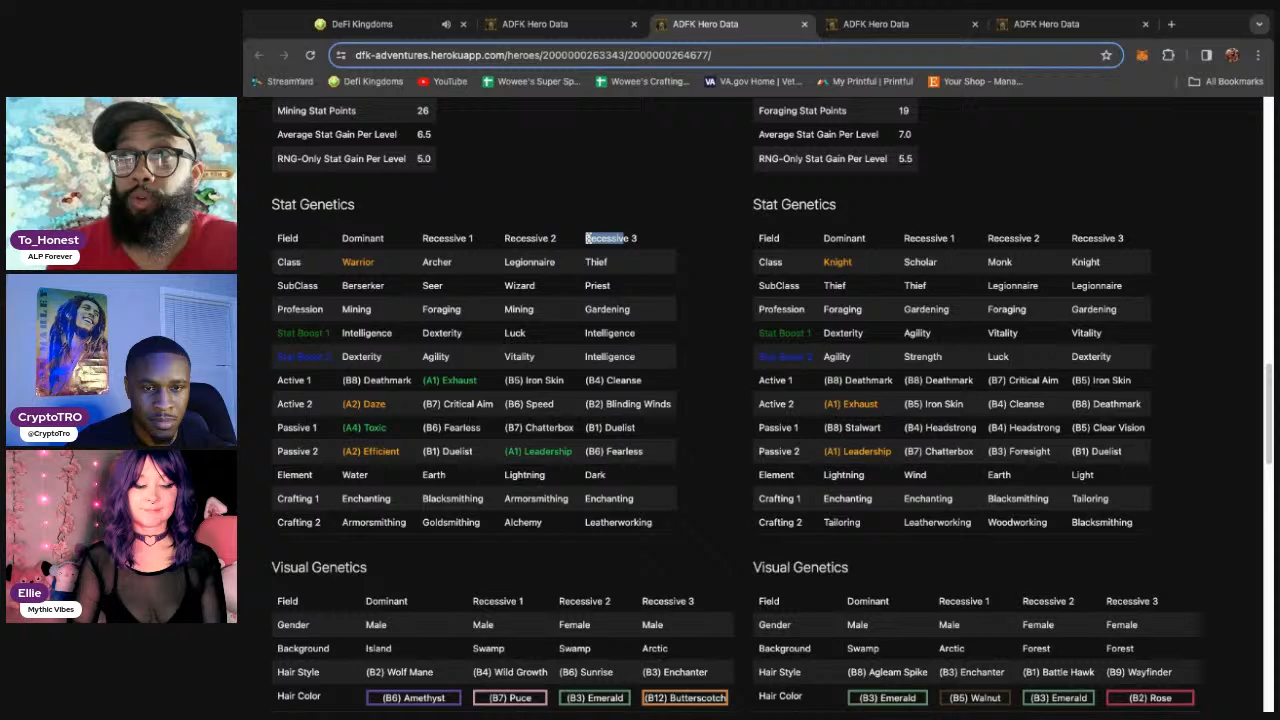 DeFi Kingdoms
ADFK Hero Data
ADFK Hero Data
ADFK Hero Data
ADFK Hero Data
dfk-adventures.herokuapp.com/heroes/2000000263343/2000000264677/
StreamYard
Defi Kingdoms
YouTube
Wowee's Super Sp...
Wowee's Crafting...
VA.gov Home | Vet...
My Printful | Printful
Your Shop - Mana...
All Bookmarks
To_Honest
ALP Forever
CryptoTRO
@CryptoTro
Ellie
Mythic Vibes
Mining Stat Points 26
Average Stat Gain Per Level 6.5
RNG-Only Stat Gain Per Level 5.0
Stat Genetics
Field Dominant Recessive 1 Recessive 2 Recessive 3
Class Warrior Archer Legionnaire Thief
SubClass Berserker Seer Wizard Priest
Profession Mining Foraging Mining Gardening
Stat Boost 1 Intelligence Dexterity Luck Intelligence
Stat Boost 2 Dexterity Agility Vitality Intelligence
Active 1 (B8) Deathmark (A1) Exhaust (B5) Iron Skin (B4) Cleanse
Active 2 (A2) Daze (B7) Critical Aim (B6) Speed (B2) Blinding Winds
Passive 1 (A4) Toxic (B6) Fearless (B7) Chatterbox (B1) Duelist
Passive 2 (A2) Efficient (B1) Duelist (A1) Leadership (B6) Fearless
Element Water Earth Lightning Dark
Crafting 1 Enchanting Blacksmithing Armorsmithing Enchanting
Crafting 2 Armorsmithing Goldsmithing Alchemy Leatherworking
Visual Genetics
Field Dominant Recessive 1 Recessive 2 Recessive 3
Gender Male Male Female Male
Background Island Swamp Swamp Arctic
Hair Style (B2) Wolf Mane (B4) Wild Growth (B6) Sunrise (B3) Enchanter
Hair Color (B6) Amethyst (B7) Puce (B3) Emerald (B12) Butterscotch
Foraging Stat Points 19
Average Stat Gain Per Level 7.0
RNG-Only Stat Gain Per Level 5.5
Stat Genetics
Field Dominant Recessive 1 Recessive 2 Recessive 3
Class Knight Scholar Monk Knight
SubClass Thief Thief Legionnaire Legionnaire
Profession Foraging Gardening Foraging Gardening
Stat Boost 1 Dexterity Agility Vitality Vitality
Stat Boost 2 Agility Strength Luck Dexterity
Active 1 (B8) Deathmark (B8) Deathmark (B7) Critical Aim (B5) Iron Skin
Active 2 (A1) Exhaust (B5) Iron Skin (B4) Cleanse (B8) Deathmark
Passive 1 (B8) Stalwart (B4) Headstrong (B4) Headstrong (B5) Clear Vision
Passive 2 (A1) Leadership (B7) Chatterbox (B3) Foresight (B1) Duelist
Element Lightning Wind Earth Light
Crafting 1 Enchanting Enchanting Blacksmithing Tailoring
Crafting 2 Tailoring Leatherworking Woodworking Blacksmithing
Visual Genetics
Field Dominant Recessive 1 Recessive 2 Recessive 3
Gender Male Male Female Female
Background Swamp Arctic Forest Forest
Hair Style (B8) Agleam Spike (B3) Enchanter (B1) Battle Hawk (B9) Wayfinder
Hair Color (B3) Emerald (B5) Walnut (B3) Emerald (B2) Rose